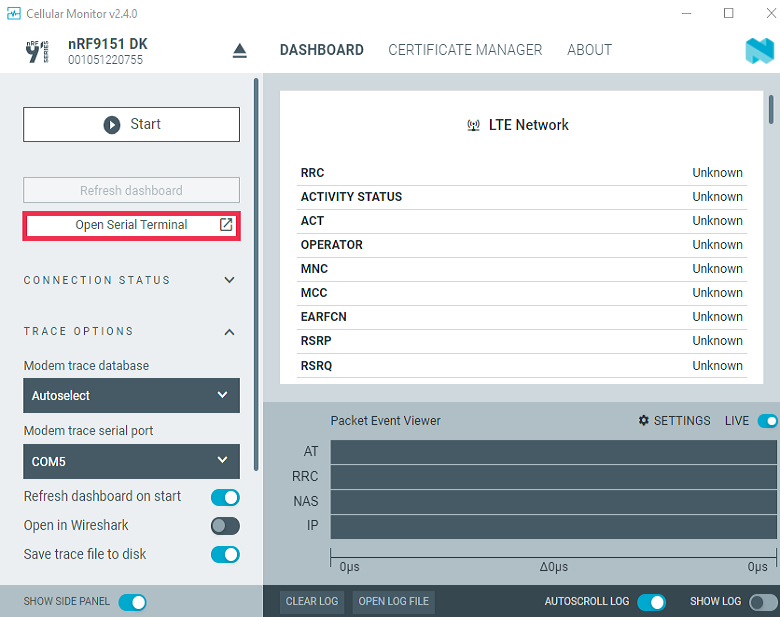 Cellular Monitor v2.4.0
nRF
91
SERIES
nRF9151 DK
001051220755
DASHBOARD
CERTIFICATE MANAGER
ABOUT
Start
Refresh dashboard
Open Serial Terminal
CONNECTION STATUS
TRACE OPTIONS
Modem trace database
Autoselect
Modem trace serial port
COM5
Refresh dashboard on start
Open in Wireshark
Save trace file to disk
SHOW SIDE PANEL
LTE Network
RRC Unknown
ACTIVITY STATUS Unknown
ACT Unknown
OPERATOR Unknown
MNC Unknown
MCC Unknown
EARFCN Unknown
RSRP Unknown
RSRQ Unknown
Packet Event Viewer
SETTINGS
LIVE
AT
RRC
NAS
IP
0μs Δ0μs 0μs
CLEAR LOG
OPEN LOG FILE
AUTOSCROLL LOG
SHOW LOG